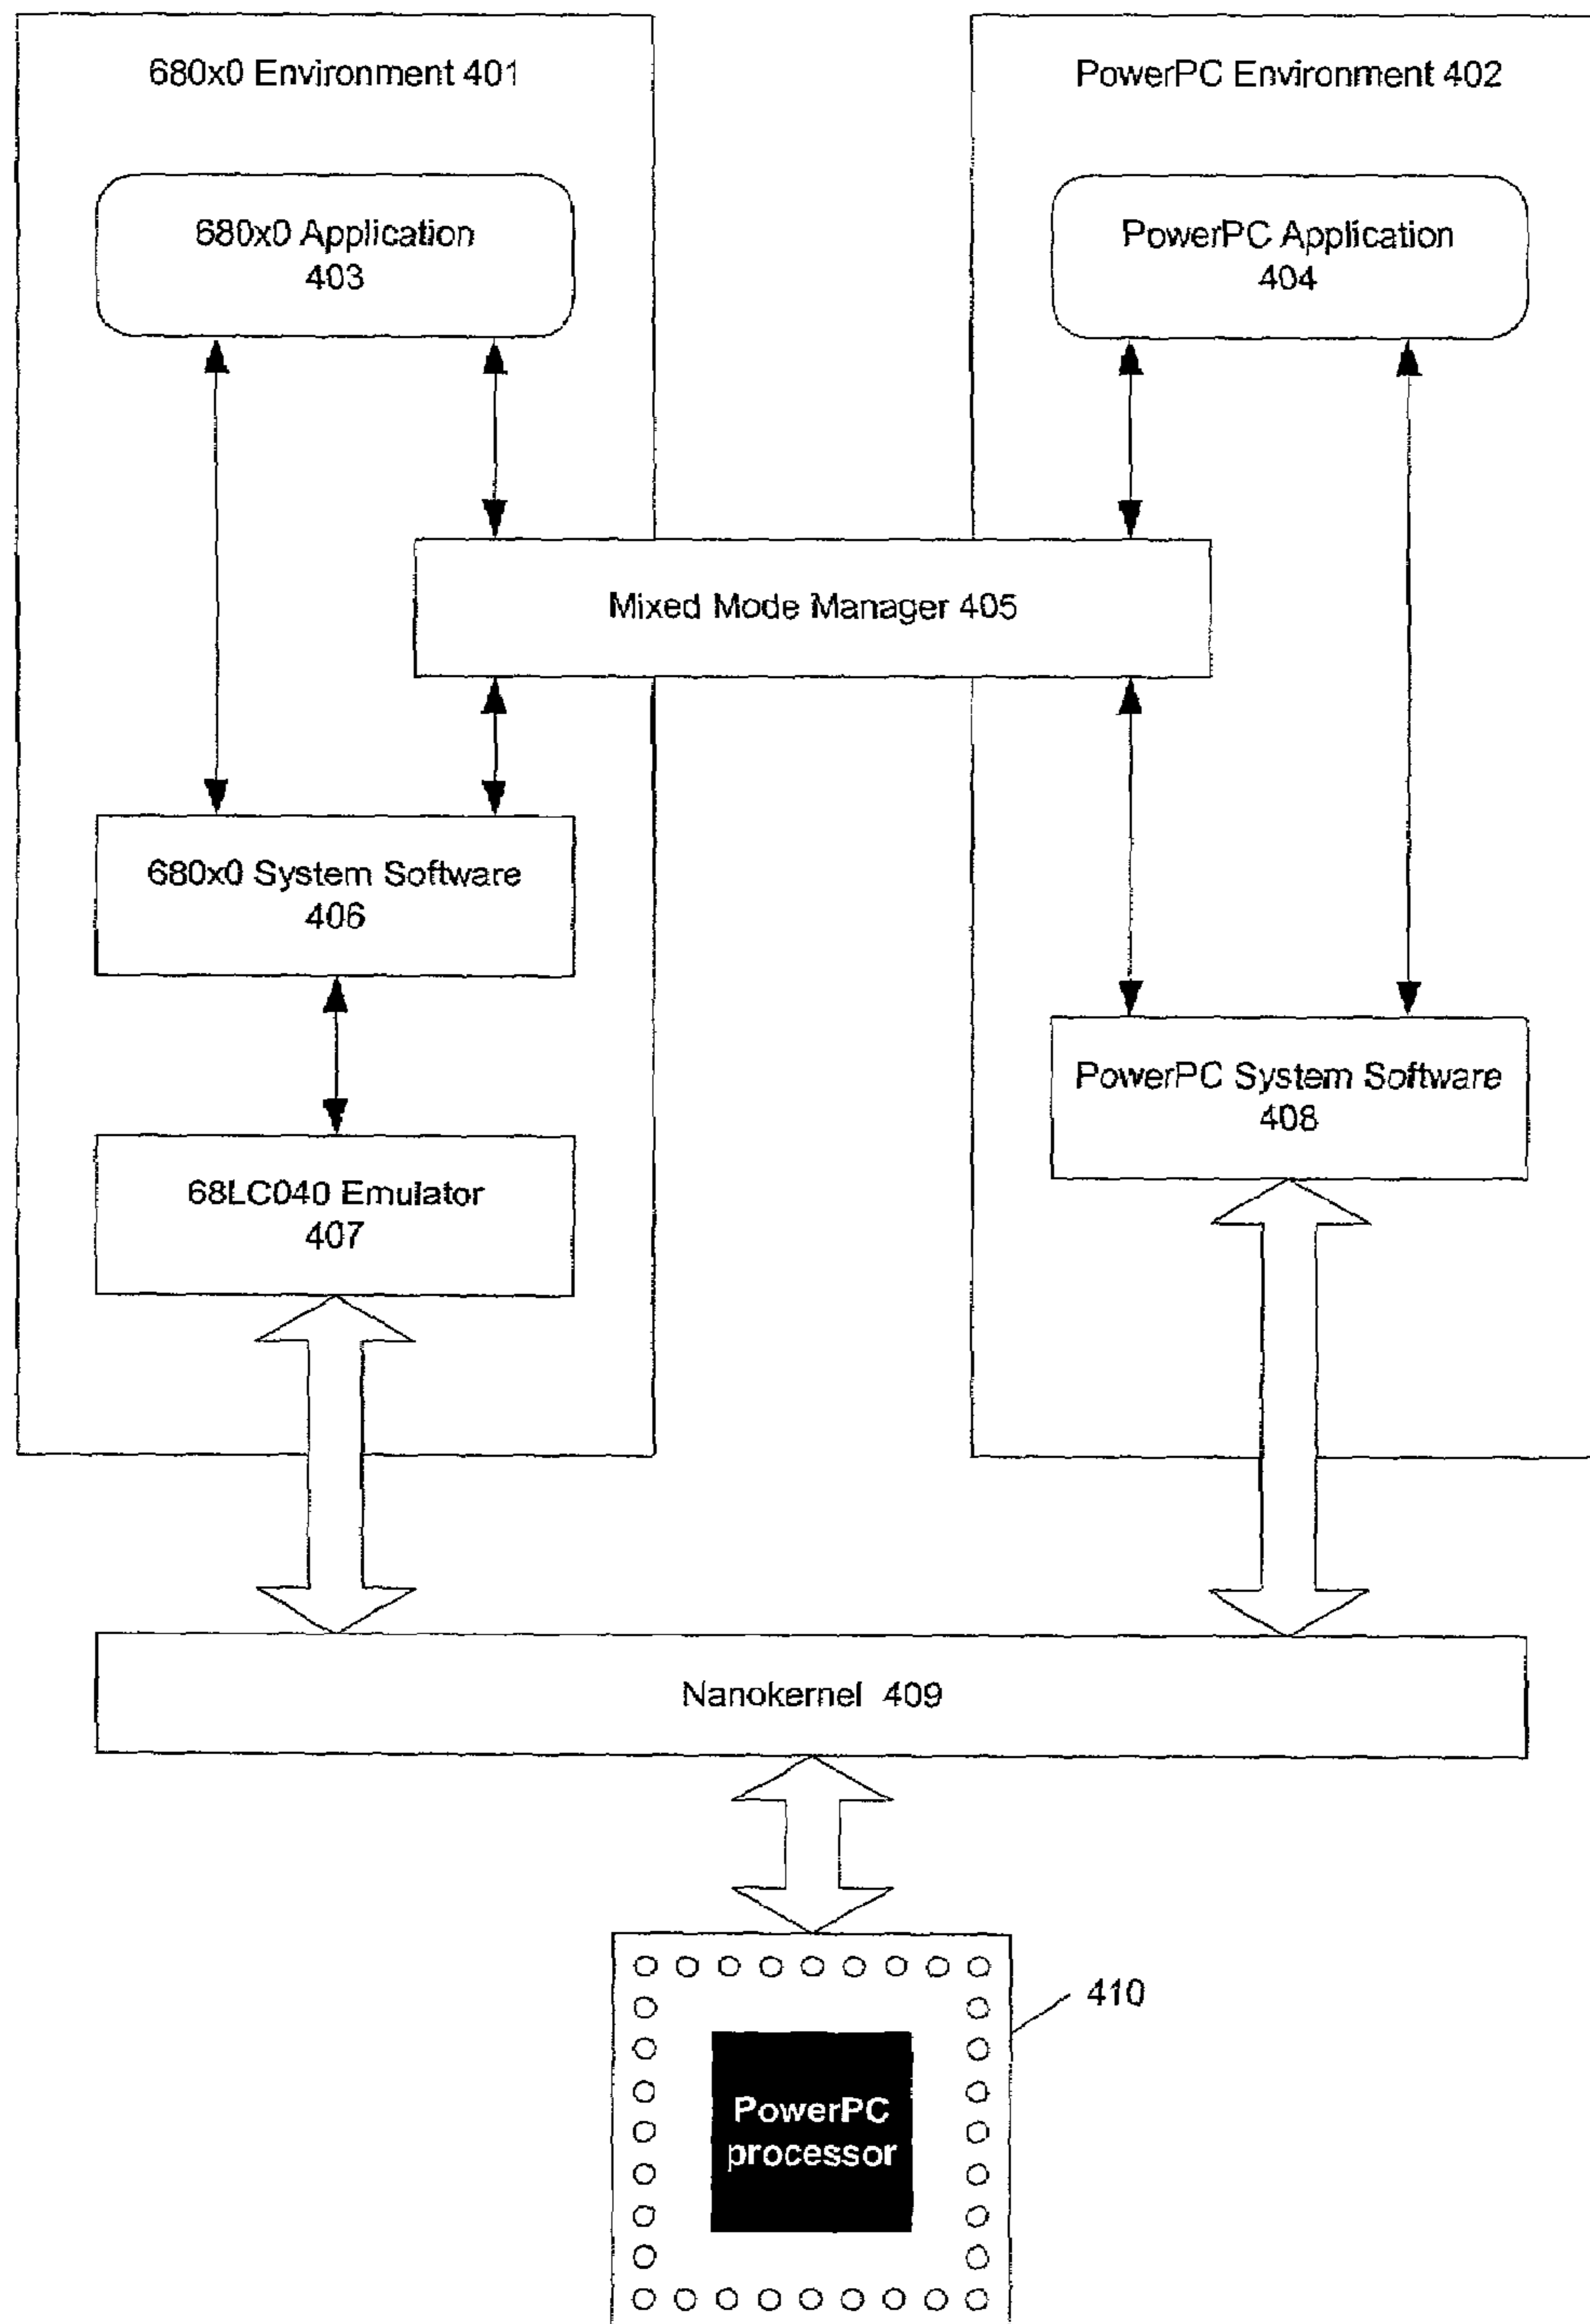 680x0 Environment 401
PowerPC Environment 402
680x0 Application
403
PowerPC Application
404
Mixed Mode Manager 405
680x0 System Software
406
PowerPC System Software
408
68LC040 Emulator
407
Nanokernel 409
410
PowerPC
processor